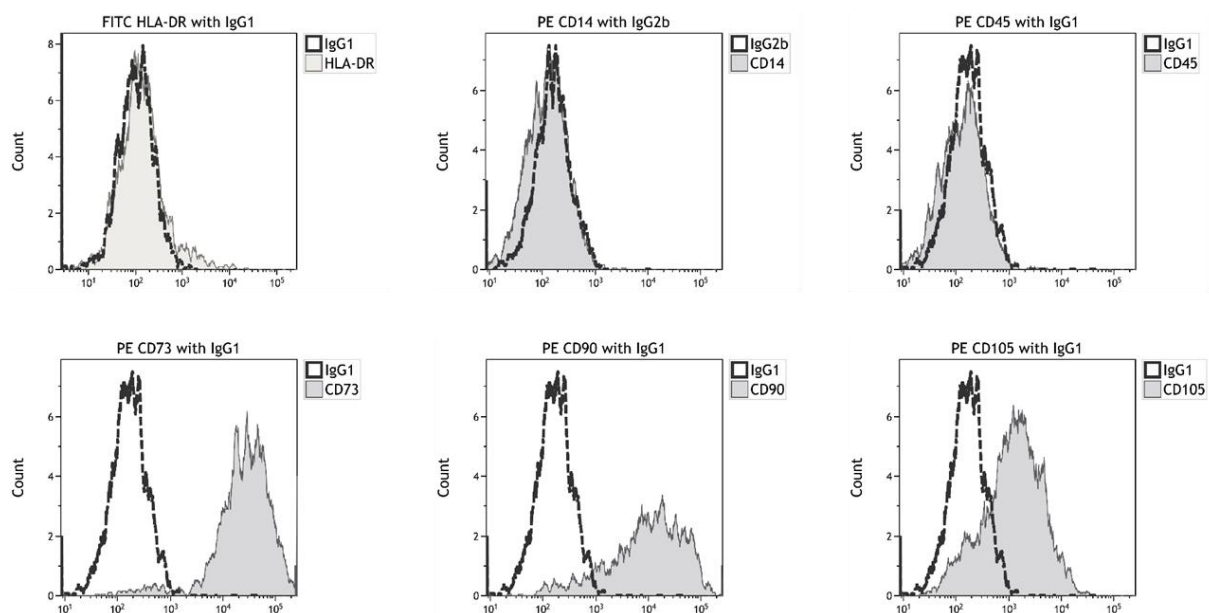 FITC HLA-DR with IgG1
IgG1
HLA-DR
Count
8
6
4
2
0
10¹ 10² 10³ 10⁴ 10⁵
PE CD14 with IgG2b
IgG2b
CD14
Count
6
4
2
0
10¹ 10² 10³ 10⁴ 10⁵
PE CD45 with IgG1
IgG1
CD45
Count
6
4
2
0
10¹ 10² 10³ 10⁴ 10⁵
PE CD73 with IgG1
IgG1
CD73
Count
6
4
2
0
10¹ 10² 10³ 10⁴ 10⁵
PE CD90 with IgG1
IgG1
CD90
Count
6
4
2
0
10¹ 10² 10³ 10⁴ 10⁵
PE CD105 with IgG1
IgG1
CD105
Count
6
4
2
0
10¹ 10² 10³ 10⁴ 10⁵